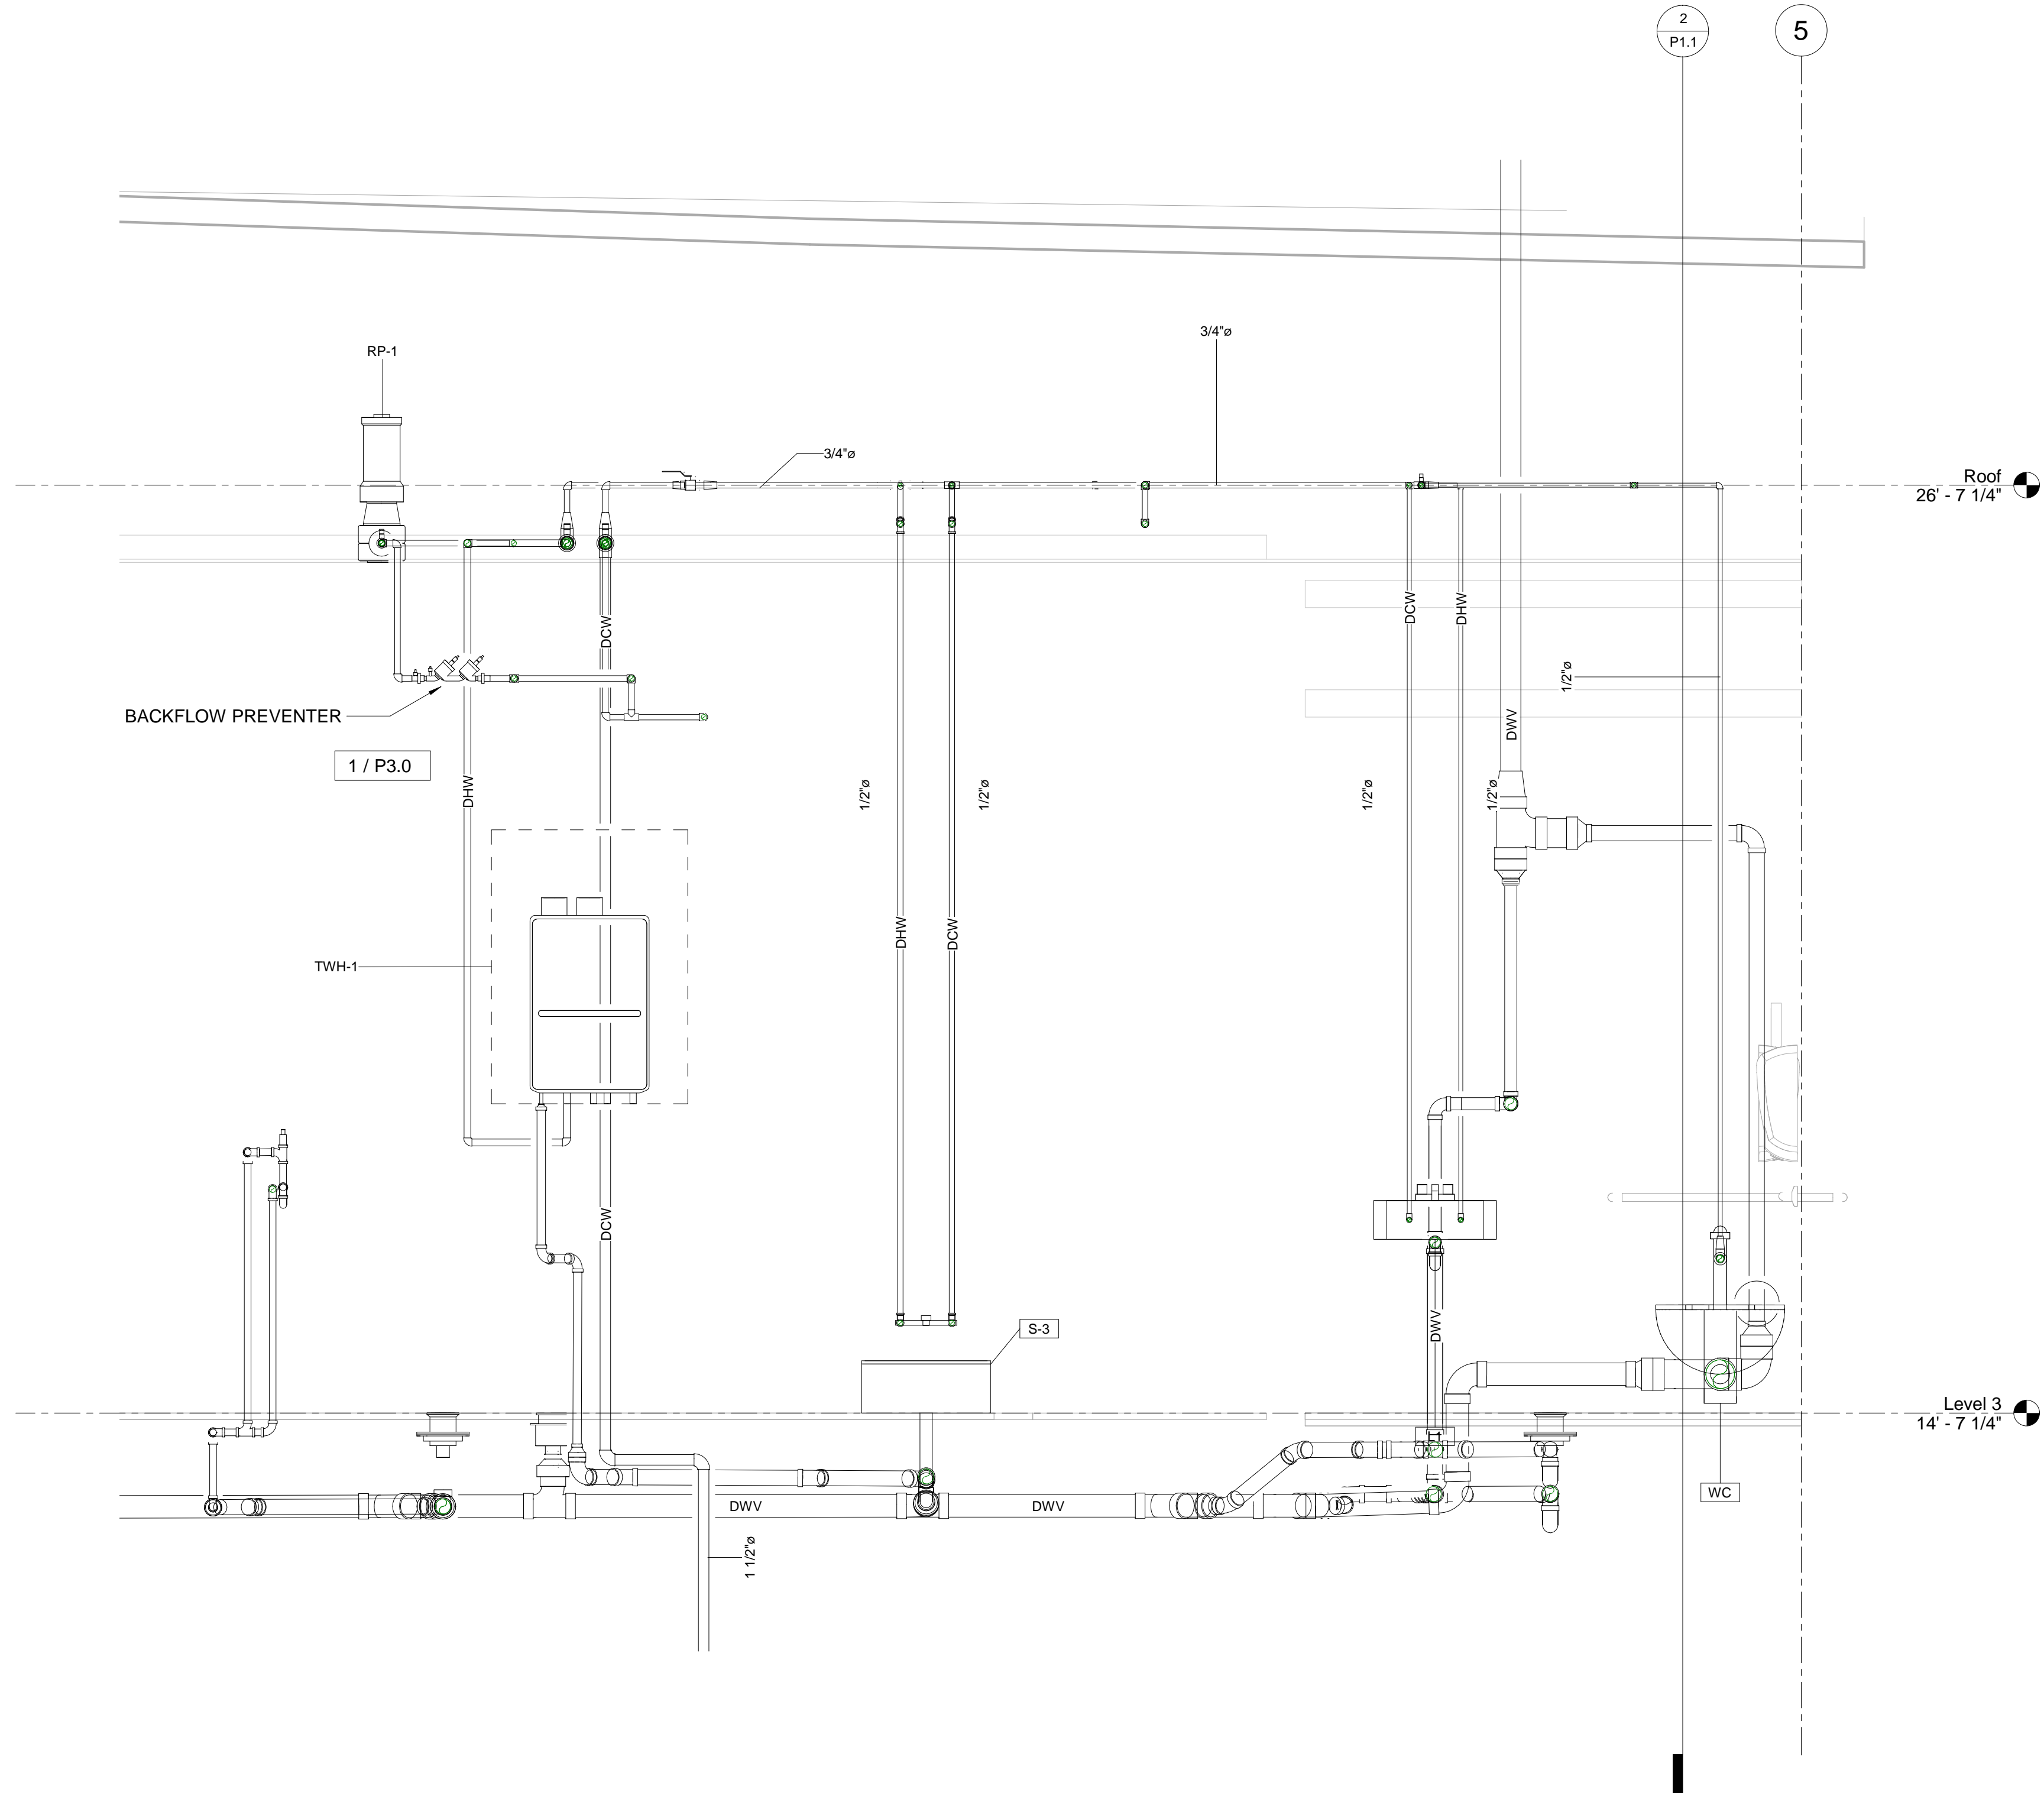 2
P1.1
5
3/4"ø
RP-1
3/4"ø
Roof
26' - 7 1/4"
DCW
DCW
DHW
1/2"ø
BACKFLOW PREVENTER
DWV
1 / P3.0
DHW
1/2"ø
1/2"ø
1/2"ø
1/2"ø
DHW
DCW
TWH-1
DCW
S-3
DWV
Level 3
14' - 7 1/4"
WC
DWV
DWV
1 1/2"ø